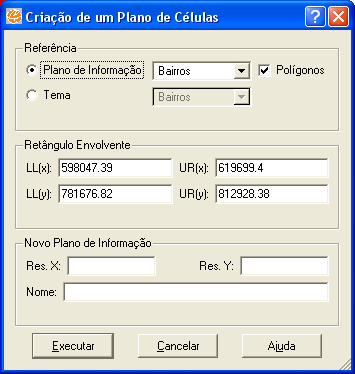 Criação de um Plano de Células
Referência
Plano de Informação Bairros Polígonos
Tema Bairros
Retângulo Envolvente
LL(x): 598047.39 UR(x): 619699.4
LL(y): 781676.82 UR(y): 812928.38
Novo Plano de Informação
Res. X: Res. Y:
Nome:
Executar Cancelar Ajuda